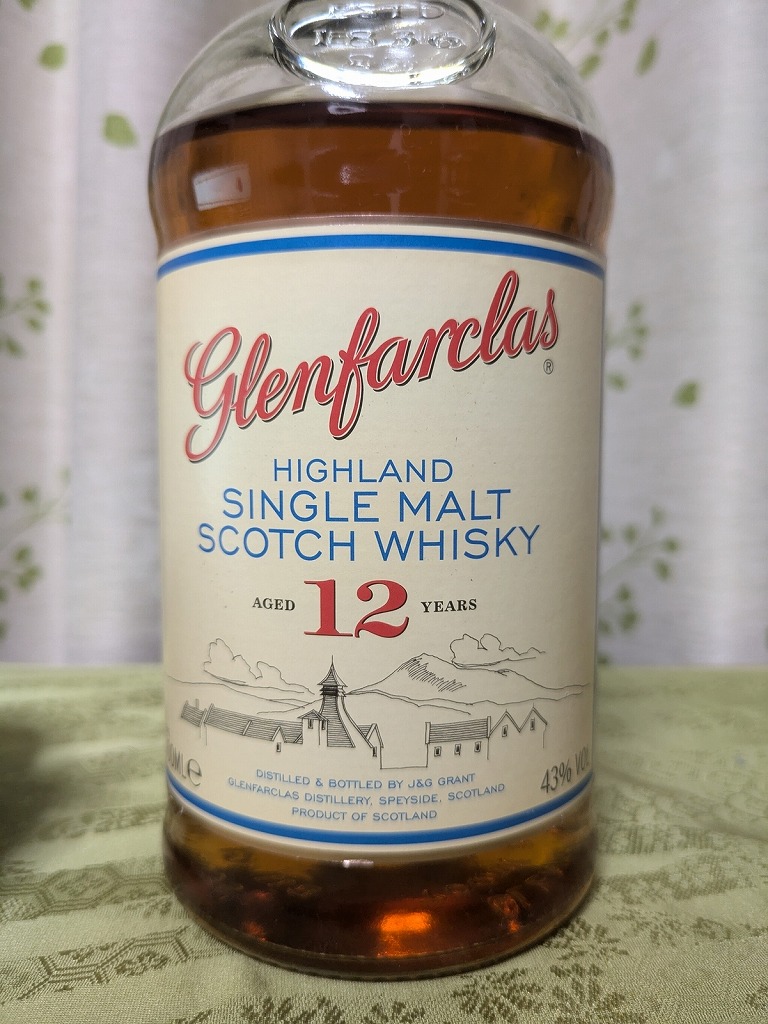 1836
Glenfarclas
®
HIGHLAND
SINGLE MALT
SCOTCH WHISKY
AGED 12 YEARS
43% VOL
DISTILLED & BOTTLED BY J&G GRANT
GLENFARCLAS DISTILLERY, SPEYSIDE, SCOTLAND
PRODUCT OF SCOTLAND